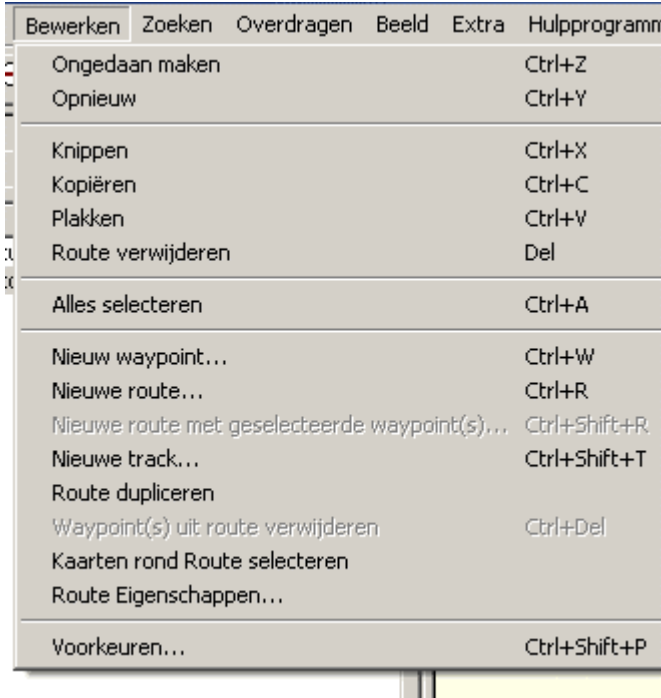 Bewerken Zoeken Overdragen Beeld Extra
Ongedaan maken Ctrl+Z
Opnieuw Ctrl+Y
Knippen Ctrl+X
Kopiëren Ctrl+C
Plakken Ctrl+V
Route verwijderen Del
Alles selecteren Ctrl+A
Nieuw waypoint... Ctrl+W
Nieuwe route... Ctrl+R
Nieuwe route met geselecteerde waypoint(s)... Ctrl+Shift+R
Nieuwe track... Ctrl+Shift+T
Route dupliceren
Waypoint(s) uit route verwijderen Ctrl+Del
Kaarten rond Route selecteren
Route Eigenschappen...
Voorkeuren... Ctrl+Shift+P